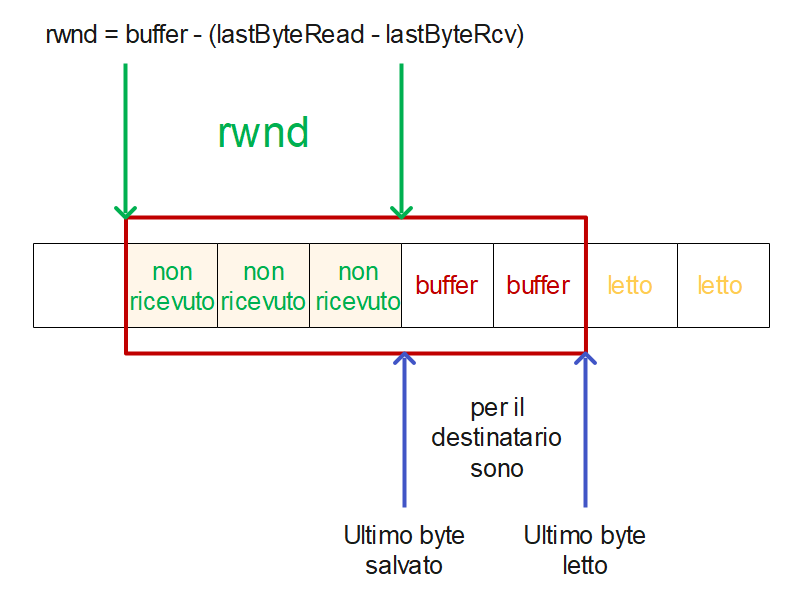 rwnd = buffer - (lastByteRead - lastByteRcv)
rwnd
non ricevuto
non ricevuto
non ricevuto
buffer
buffer
letto
letto
per il
destinatario
sono
Ultimo byte
salvato
Ultimo byte
letto